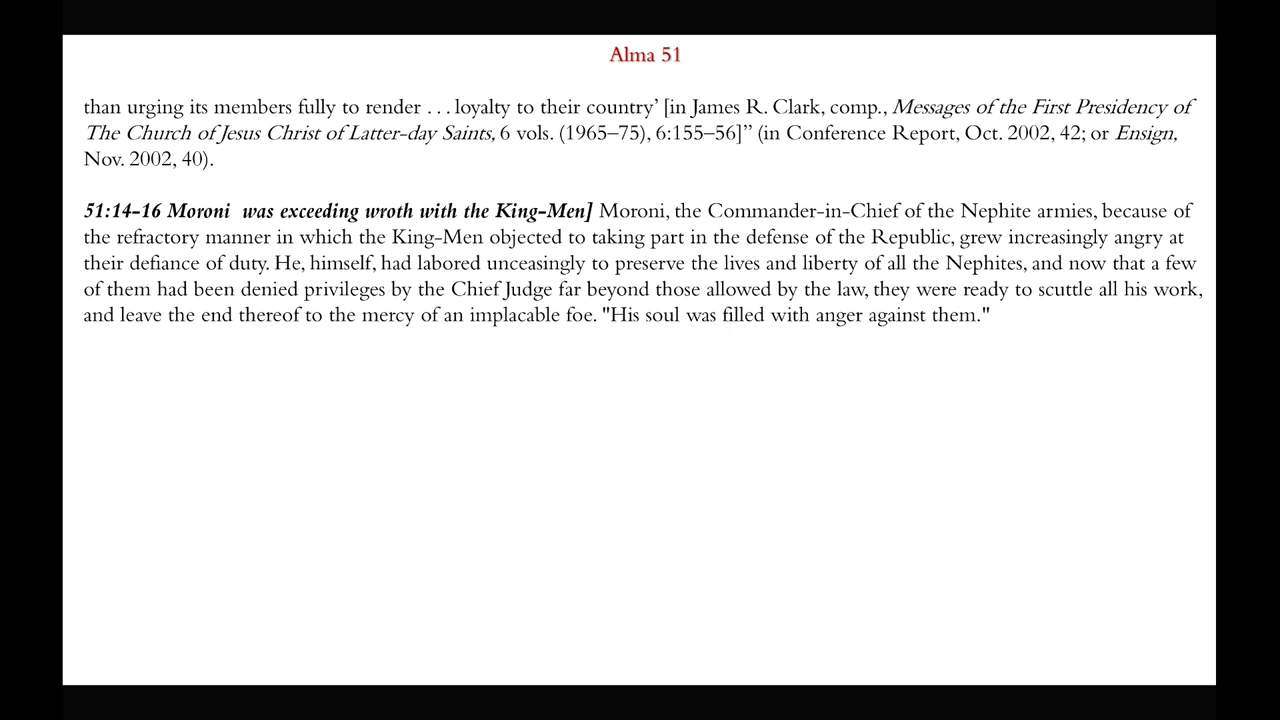 Alma 51
than urging its members fully to render . . . loyalty to their country’ [in James R. Clark, comp., Messages of the First Presidency of
The Church of Jesus Christ of Latter-day Saints, 6 vols. (1965–75), 6:155–56]” (in Conference Report, Oct. 2002, 42; or Ensign,
Nov. 2002, 40).
51:14-16 Moroni  was exceeding wroth with the King-Men] Moroni, the Commander-in-Chief of the Nephite armies, because of
the refractory manner in which the King-Men objected to taking part in the defense of the Republic, grew increasingly angry at
their defiance of duty. He, himself, had labored unceasingly to preserve the lives and liberty of all the Nephites, and now that a few
of them had been denied privileges by the Chief Judge far beyond those allowed by the law, they were ready to scuttle all his work,
and leave the end thereof to the mercy of an implacable foe. "His soul was filled with anger against them."